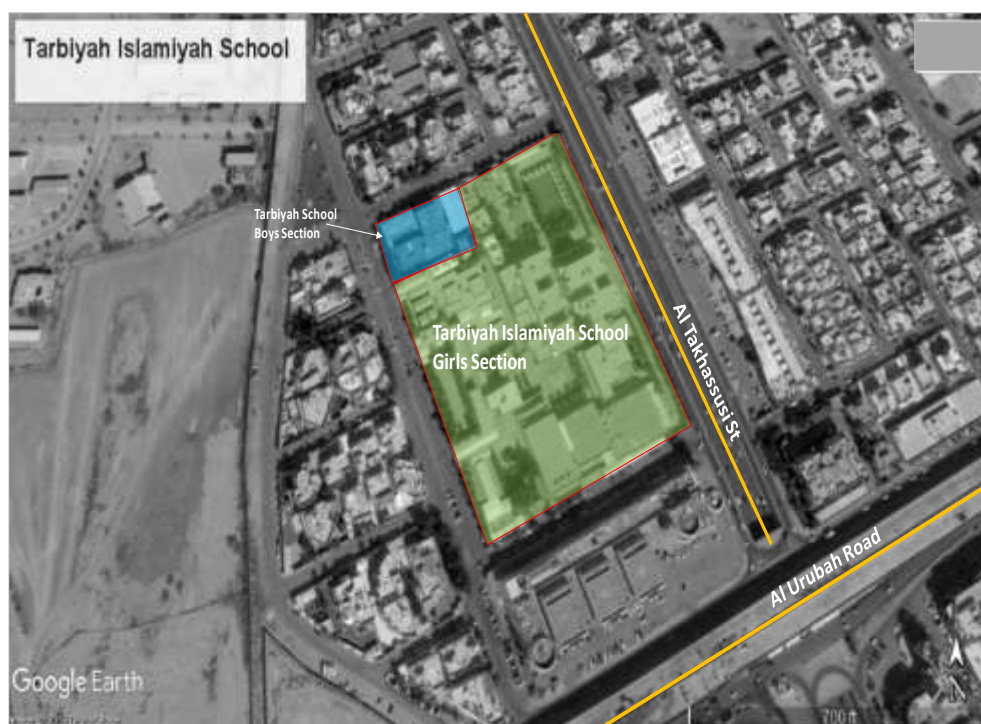 Tarbiyah Islamiyah School
Tarbiyah School
Boys Section
Tarbiyah Islamiyah School
Girls Section
Al Takhassusi St
Al Urubah Road
Google Earth
700 ft